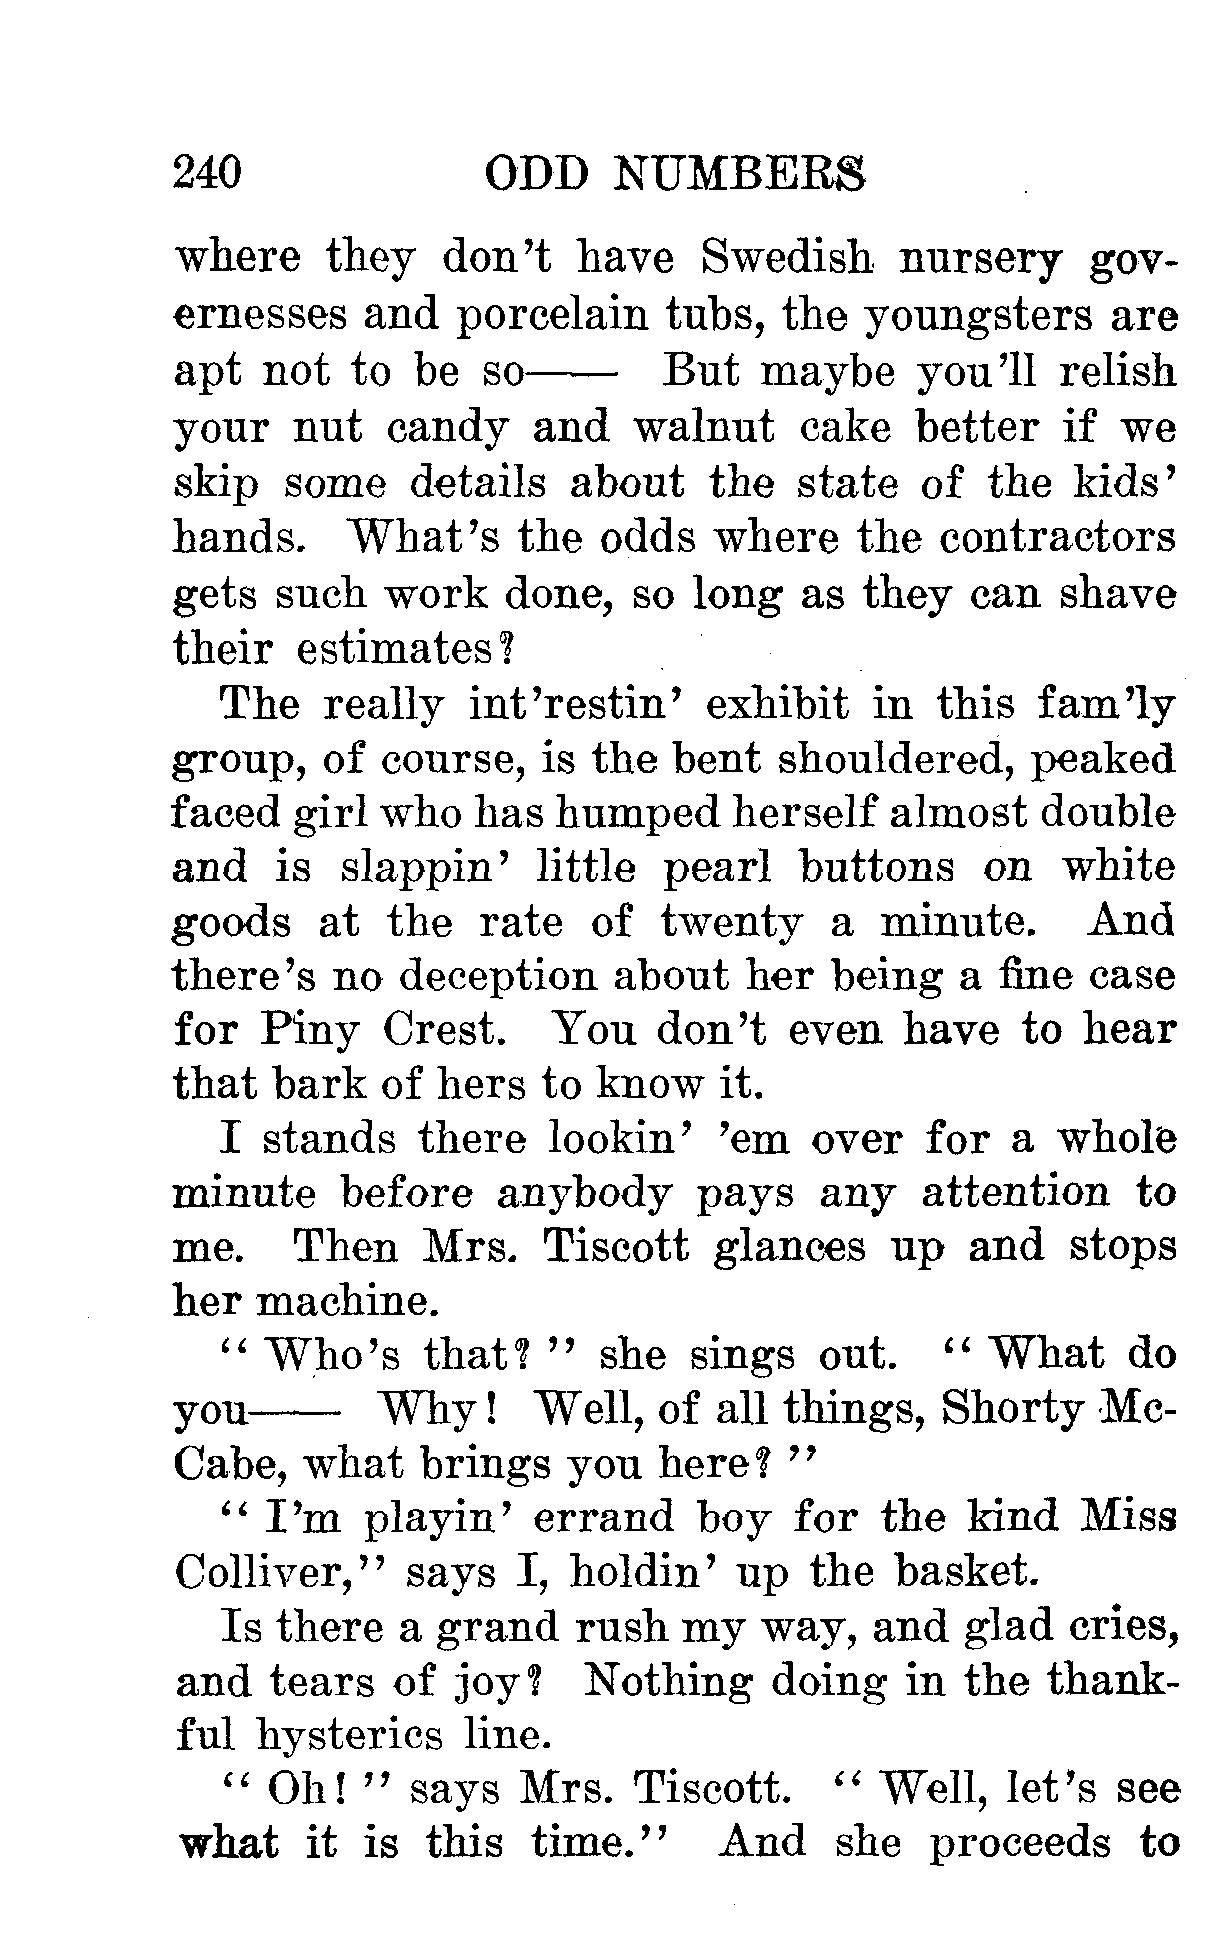 240 ODD NUMBERS
where they don't have Swedish nursery gov-
ernesses and porcelain tubs, the youngsters are
apt not to be so—— But maybe you'll relish
your nut candy and walnut cake better if we
skip some details about the state of the kids'
hands. What's the odds where the contractors
gets such work done, so long as they can shave
their estimates?
The really int'restin' exhibit in this fam'ly
group, of course, is the bent shouldered, peaked
faced girl who has humped herself almost double
and is slappin' little pearl buttons on white
goods at the rate of twenty a minute. And
there's no deception about her being a fine case
for Piny Crest. You don't even have to hear
that bark of hers to know it.
I stands there lookin' 'em over for a whole
minute before anybody pays any attention to
me. Then Mrs. Tiscott glances up and stops
her machine.
"Who's that?" she sings out. "What do
you—— Why! Well, of all things, Shorty Mc-
Cabe, what brings you here?"
"I'm playin' errand boy for the kind Miss
Colliver," says I, holdin' up the basket.
Is there a grand rush my way, and glad cries,
and tears of joy? Nothing doing in the thank-
ful hysterics line.
"Oh!" says Mrs. Tiscott. "Well, let's see
what it is this time." And she proceeds to